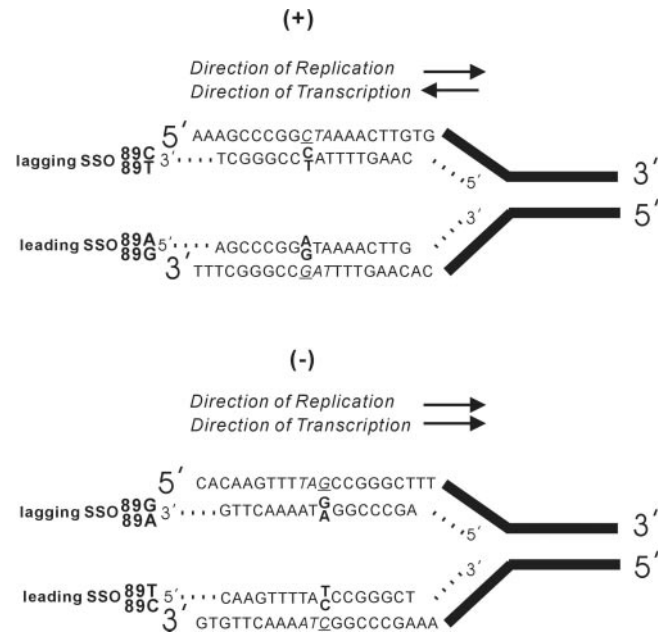 (+)
Direction of Replication
Direction of Transcription
5′ AAAGCCCGGCTAAAACTTGTG
lagging SSO 89C 89T 3′ ····TCGGGCC C T ATTTTGAAC ·····5′ 3′
leading SSO 89A 89G 5′ ·····AGCCCGG A G TAAAACTTG ·····3′ 5′
3′ TTTCGGGCCGATTTTGAACAC
(-)
Direction of Replication
Direction of Transcription
5′ CACAAGTTTTAGCCGGGCTTT
lagging SSO 89G 89A 3′ ····GTTCAAAAT G A GGCCCGA ·····5′ 3′
leading SSO 89T 89C 5′ ·····CAAGTTTTA T C CCGGGCT ·····3′ 5′
3′ GTGTTCAAAATCGGCCCGAAA